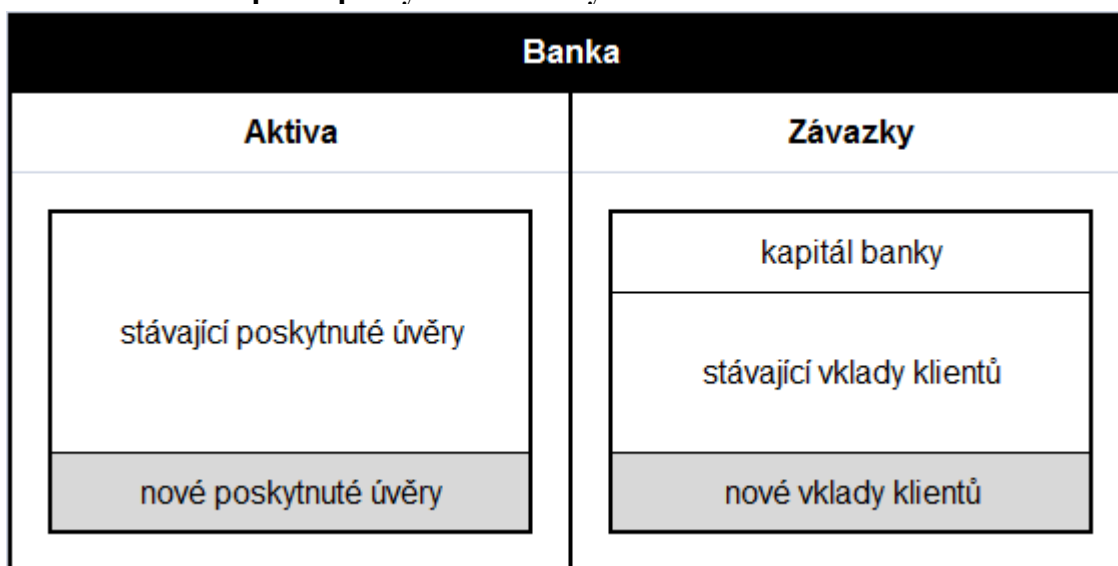 Banka
Aktiva
Závazky
stávající poskytnuté úvěry
nové poskytnuté úvěry
kapitál banky
stávající vklady klientů
nové vklady klientů